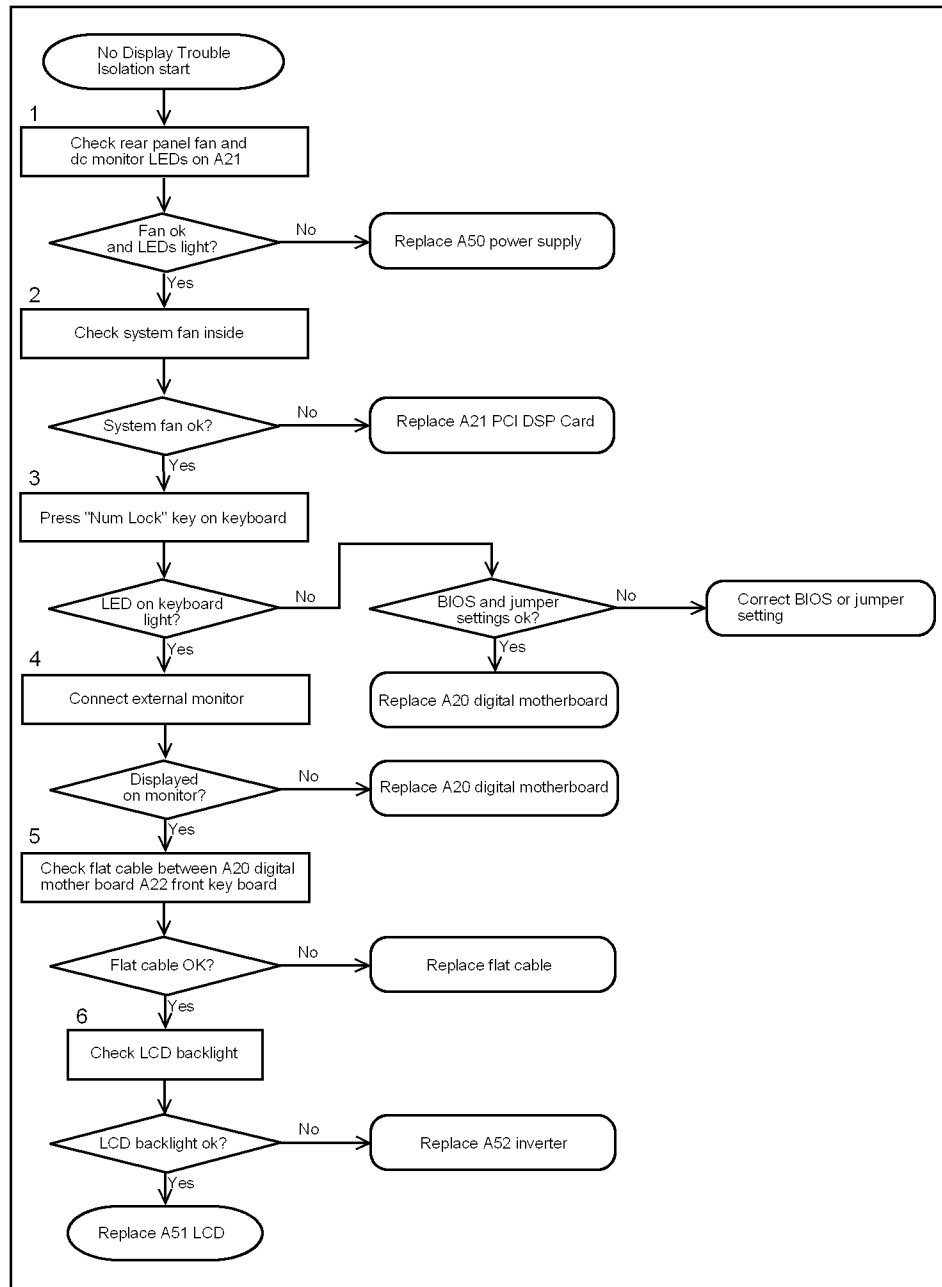 No Display Trouble
Isolation start
1
Check rear panel fan and
dc monitor LEDs on A21
Fan ok
and LEDs light?
No
Replace A50 power supply
Yes
2
Check system fan inside
System fan ok?
No
Replace A21 PCI DSP Card
Yes
3
Press "Num Lock" key on keyboard
LED on keyboard
light?
No
BIOS and jumper
settings ok?
No
Correct BIOS or jumper
setting
Yes
Yes
4
Connect external monitor
Replace A20 digital motherboard
Displayed
on monitor?
No
Replace A20 digital motherboard
Yes
5
Check flat cable between A20 digital
mother board A22 front key board
Flat cable OK?
No
Replace flat cable
Yes
6
Check LCD backlight
LCD backlight ok?
No
Replace A52 inverter
Yes
Replace A51 LCD